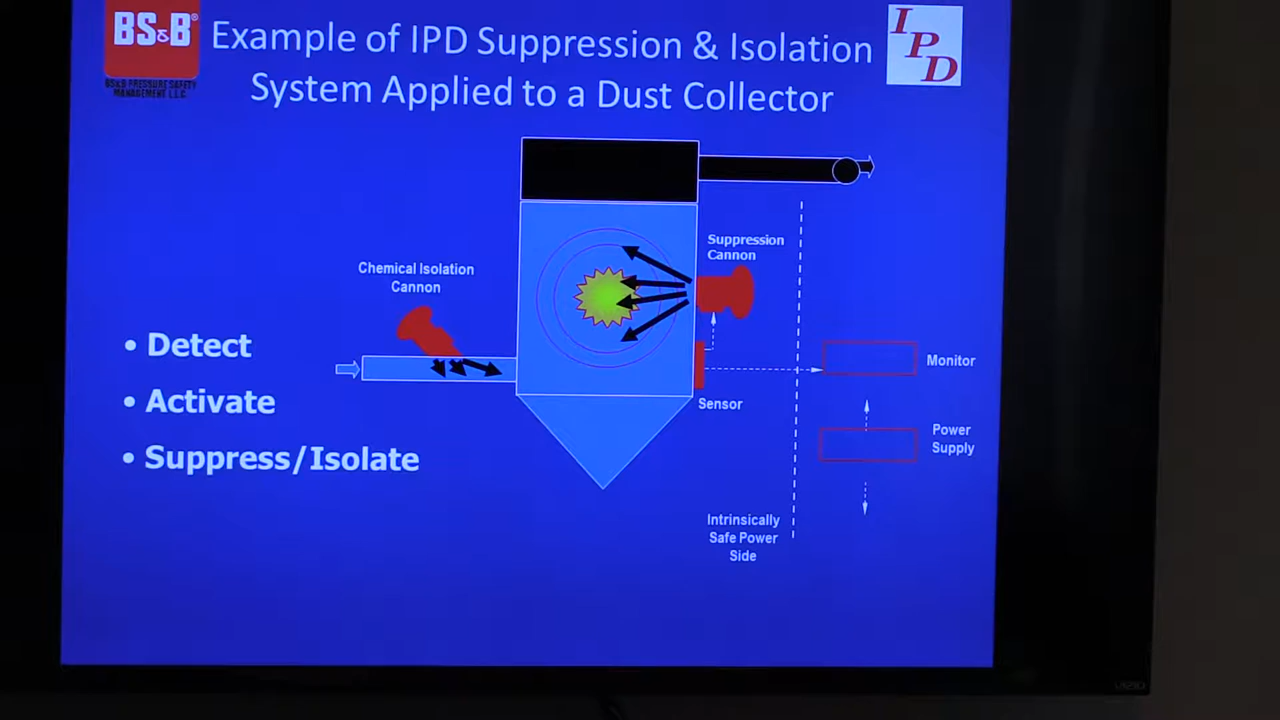 BS&B®
BS&B PRESSURE SAFETY
MANAGEMENT L.L.C.
Example of IPD Suppression & Isolation
System Applied to a Dust Collector
IPD
Suppression
Cannon
Chemical Isolation
Cannon
• Detect
• Activate
• Suppress/Isolate
Monitor
Sensor
Power
Supply
Intrinsically
Safe Power
Side
VIZIO